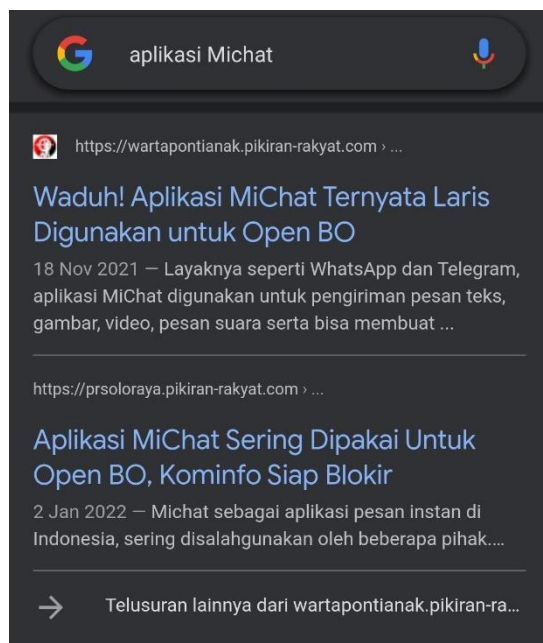 aplikasi Michat
https://wartapontianak.pikiran-rakyat.com › ...
Waduh! Aplikasi MiChat Ternyata Laris
Digunakan untuk Open BO
18 Nov 2021 — Layaknya seperti WhatsApp dan Telegram,
aplikasi MiChat digunakan untuk pengiriman pesan teks,
gambar, video, pesan suara serta bisa membuat ...
https://prsoloraya.pikiran-rakyat.com › ...
Aplikasi MiChat Sering Dipakai Untuk
Open BO, Kominfo Siap Blokir
2 Jan 2022 — Michat sebagai aplikasi pesan instan di
Indonesia, sering disalahgunakan oleh beberapa pihak....
Telusuran lainnya dari wartapontianak.pikiran-ra...